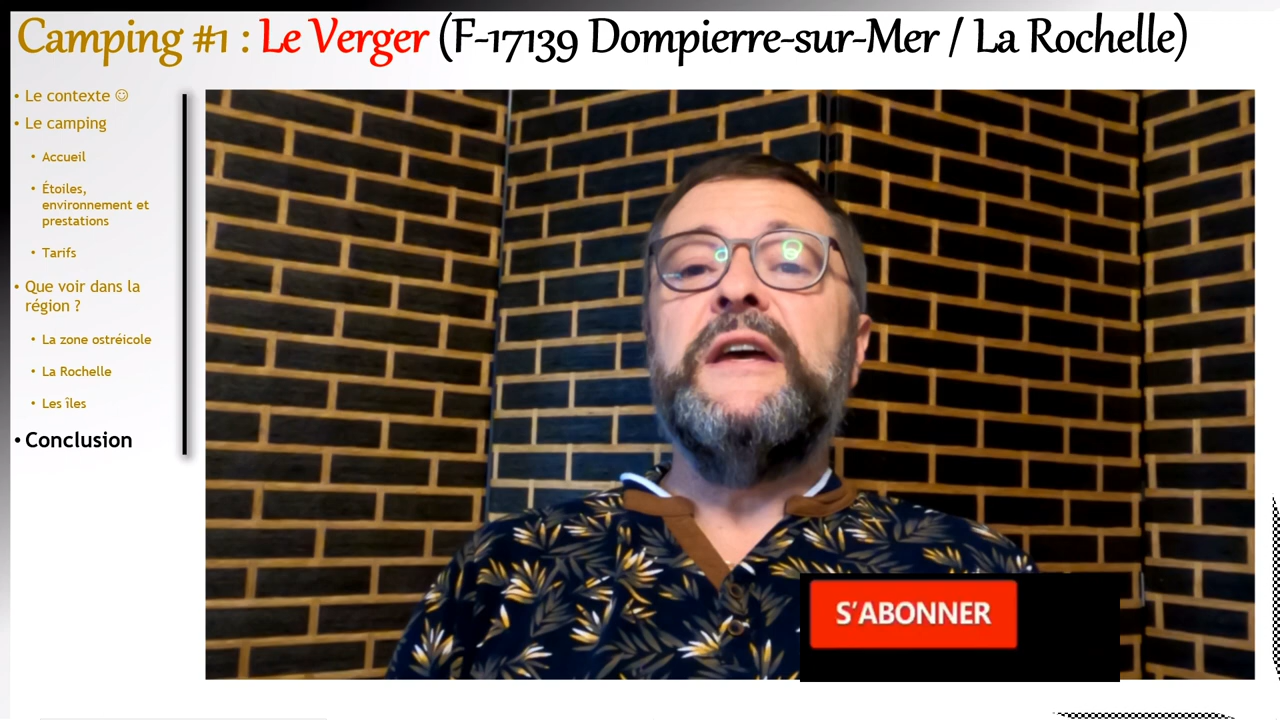 Camping #1 : Le Verger (F-17139 Dompierre-sur-Mer / La Rochelle)
• Le contexte ☺
• Le camping
• Accueil
• Étoiles,
environnement et
prestations
• Tarifs
• Que voir dans la
région ?
• La zone ostréicole
• La Rochelle
• Les îles
• Conclusion
S'ABONNER